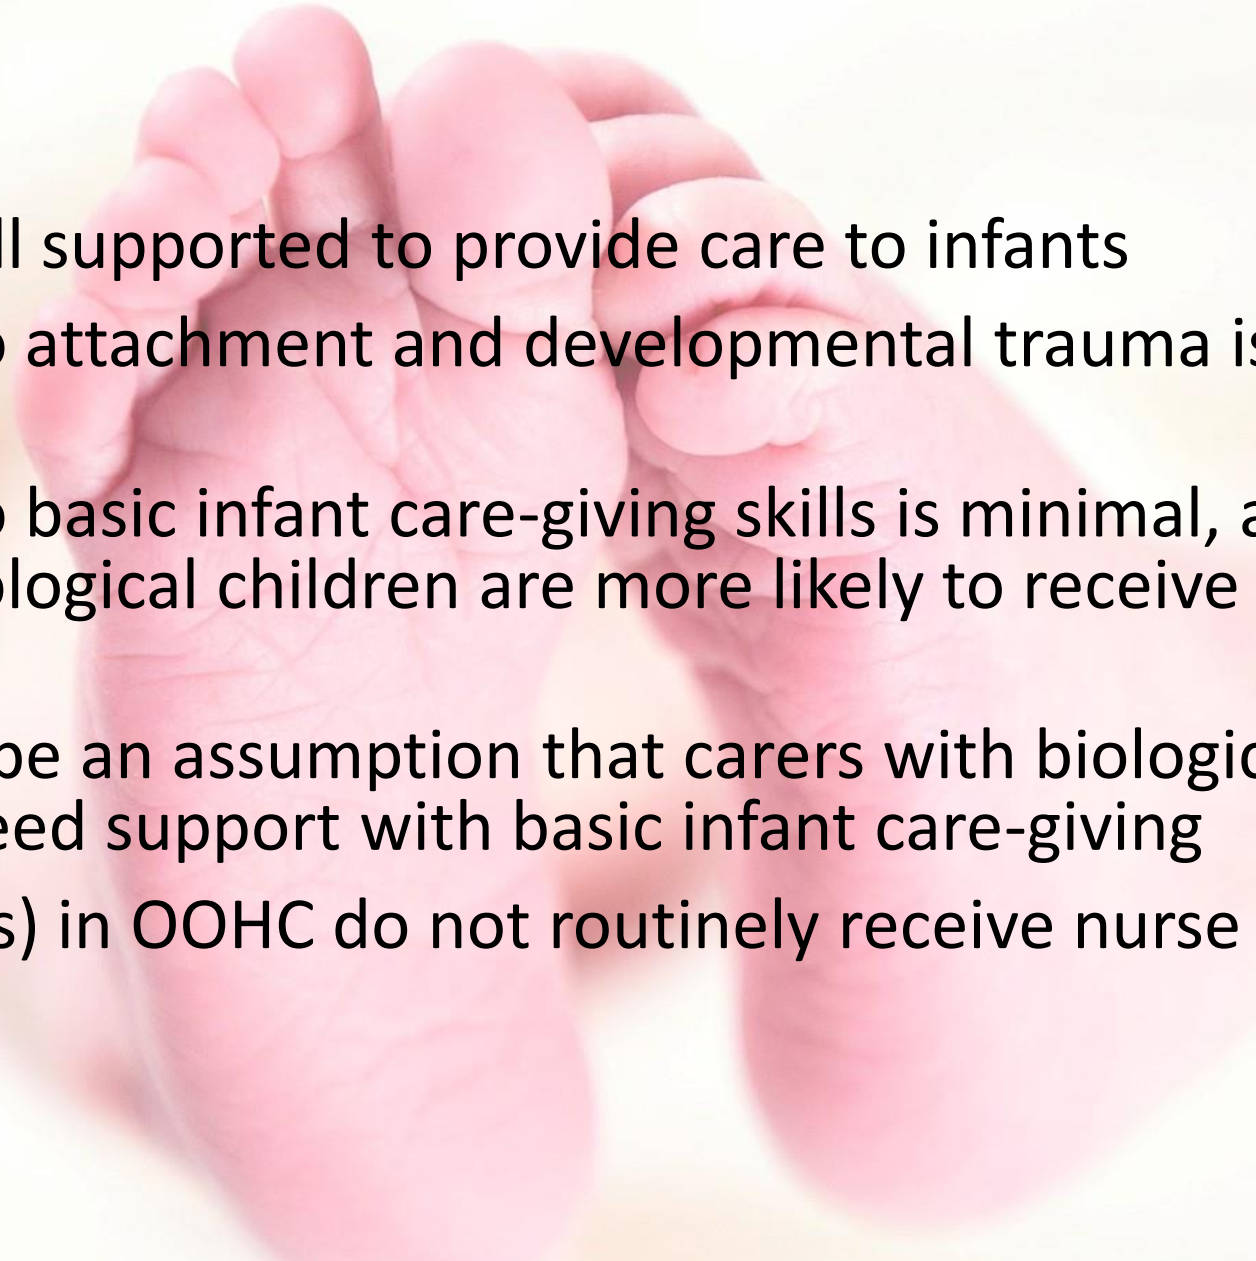 ll supported to provide care to infants
o attachment and developmental trauma is
o basic infant care-giving skills is minimal, a
ological children are more likely to receive
be an assumption that carers with biologic
eed support with basic infant care-giving
s) in OOHC do not routinely receive nurse